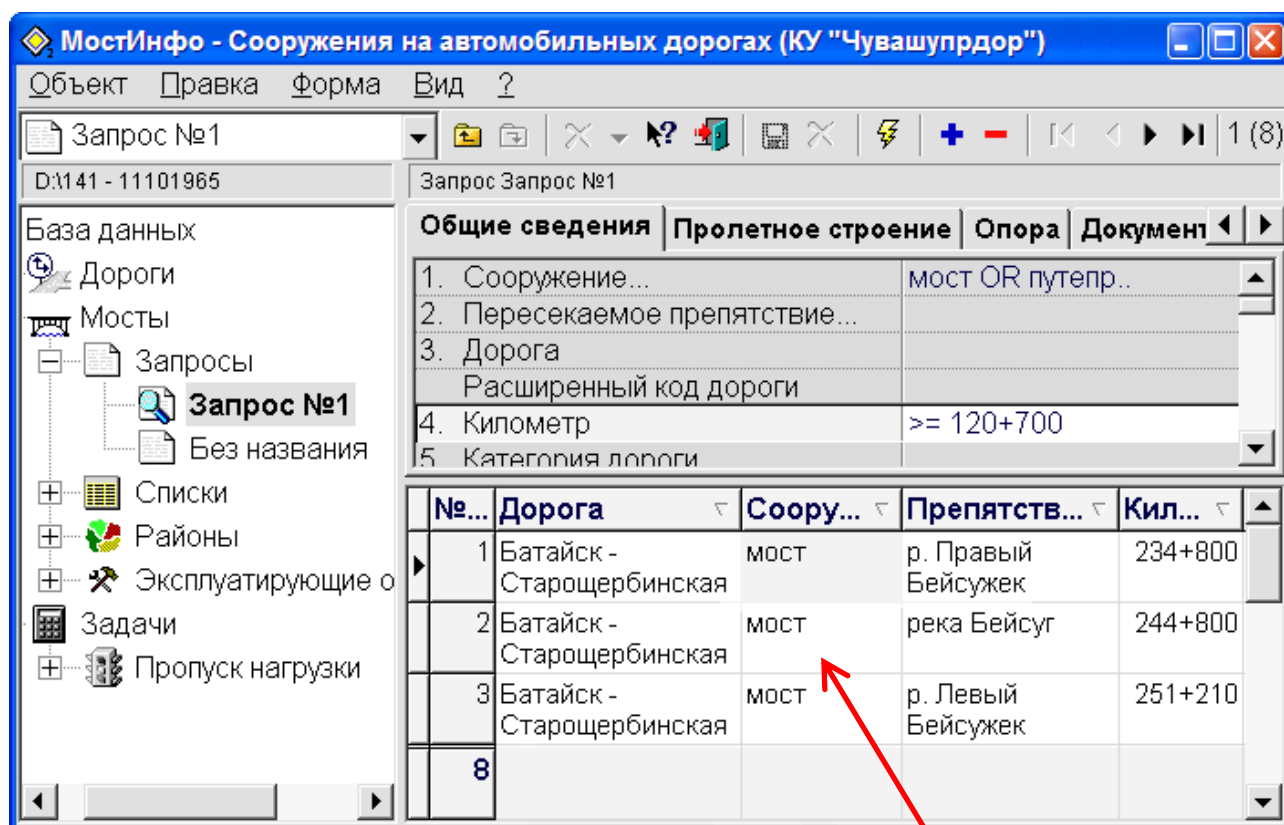 МостИнфо - Сооружения на автомобильных дорогах (КУ "Чувашупрдор")
Объект Правка Форма Вид ?
Запрос №1 1 (8)
D:\141 - 11101965 Запрос Запрос №1
База данных
Дороги
Мосты
Запросы
Запрос №1
Без названия
Списки
Районы
Эксплуатирующие о
Задачи
Пропуск нагрузки
Общие сведения Пролетное строение Опора Документ
1. Сооружение... мост OR путепр..
2. Пересекаемое препятствие...
3. Дорога
Расширенный код дороги
4. Километр >= 120+700
5 Категория дороги
№... Дорога Соору... Препятств... Кил...
1 Батайск - мост р. Правый 234+800
Старощербинская Бейсужек
2 Батайск - мост река Бейсуг 244+800
Старощербинская
3 Батайск - мост р. Левый 251+210
Старощербинская Бейсужек
8